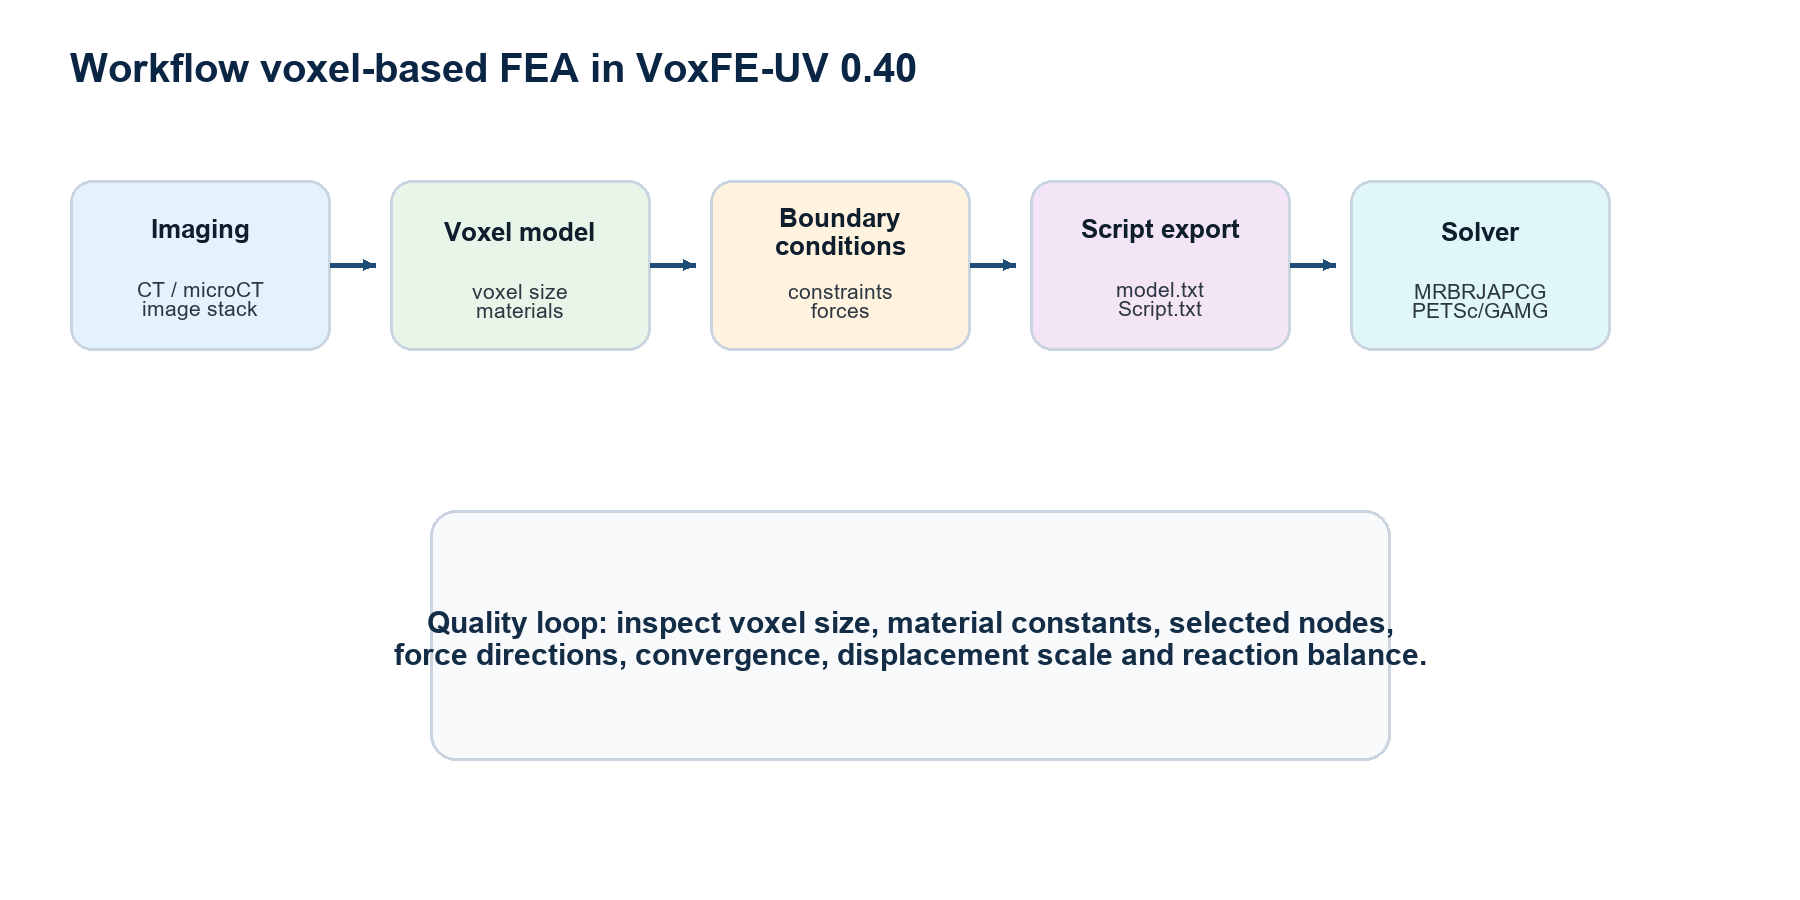 Workflow voxel-based FEA in VoxFE-UV 0.40
Imaging
CT / microCT
image stack
Voxel model
voxel size
materials
Boundary
conditions
constraints
forces
Script export
model.txt
Script.txt
Solver
MRBRJAPCG
PETSc/GAMG
Quality loop: inspect voxel size, material constants, selected nodes,
force directions, convergence, displacement scale and reaction balance.